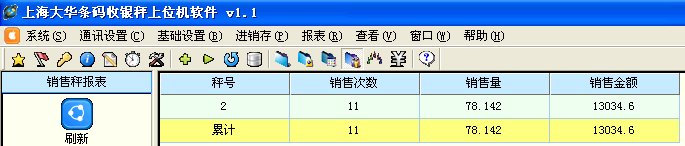 上海大华条码收银秤上位机软件 v1.1
系统(S) 通讯设置(C) 基础设置(B) 进销存(P) 报表(R) 查看(V) 窗口(W) 帮助(H)
销售秤报表
刷新
秤号 销售次数 销售量 销售金额
2 11 78.142 13034.6
累计 11 78.142 13034.6